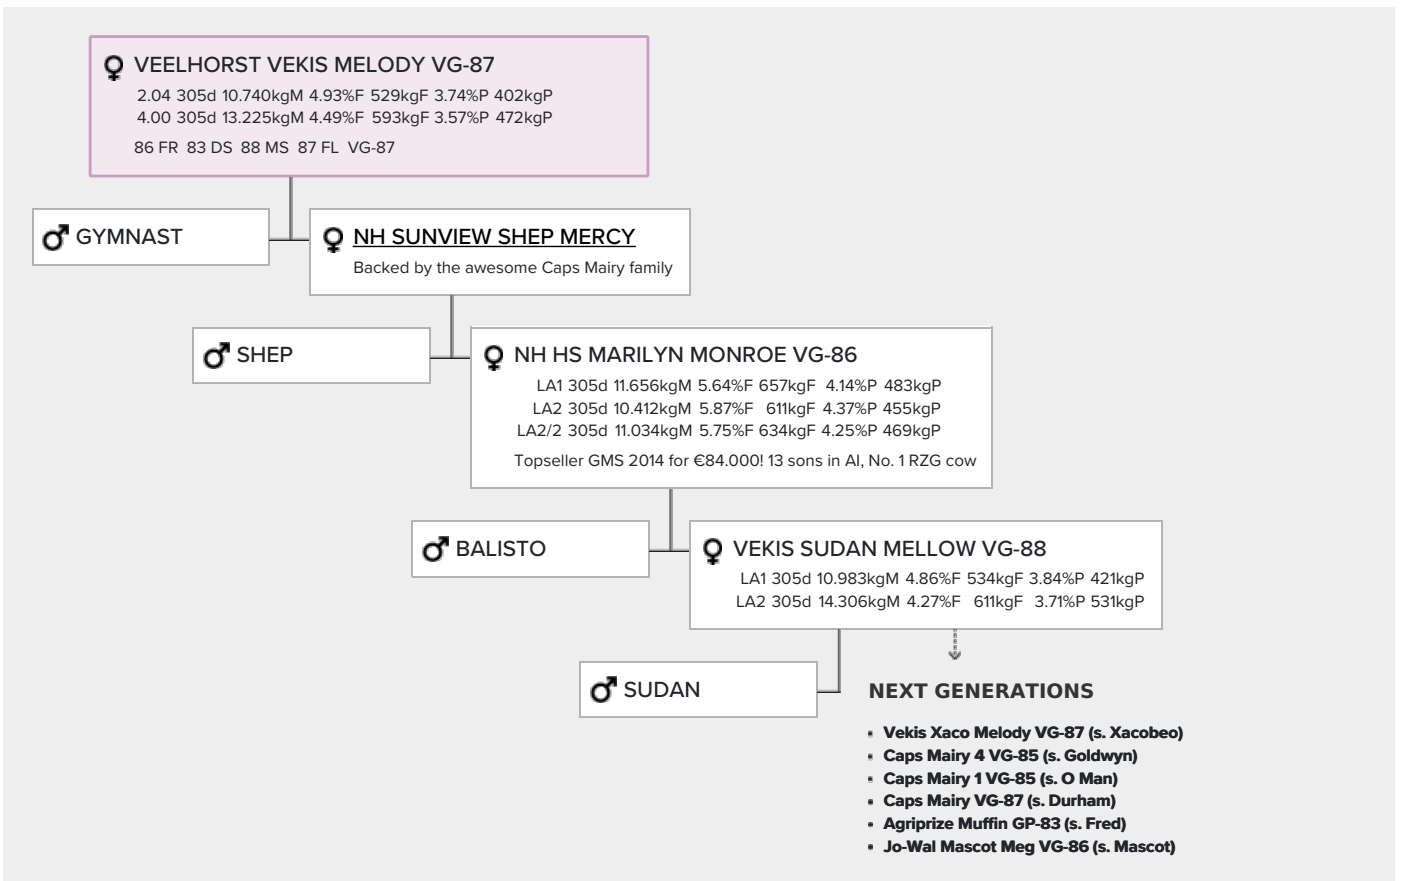 VEELHORST VEKIS MELODY VG-87
2.04 305d 10.740kgM 4.93%F 529kgF 3.74%P 402kgP
4.00 305d 13.225kgM 4.49%F 593kgF 3.57%P 472kgP
86 FR 83 DS 88 MS 87 FL VG-87
GYMNAST
NH SUNVIEW SHEP MERCY
Backed by the awesome Caps Mairy family
SHEP
NH HS MARILYN MONROE VG-86
LA1 305d 11.656kgM 5.64%F 657kgF 4.14%P 483kgP
LA2 305d 10.412kgM 5.87%F 611kgF 4.37%P 455kgP
LA2/2 305d 11.034kgM 5.75%F 634kgF 4.25%P 469kgP
Topseller GMS 2014 for €84.000! 13 sons in AI, No. 1 RZG cow
BALISTO
VEKIS SUDAN MELLOW VG-88
LA1 305d 10.983kgM 4.86%F 534kgF 3.84%P 421kgP
LA2 305d 14.306kgM 4.27%F 611kgF 3.71%P 531kgP
SUDAN
NEXT GENERATIONS
▪ Vekis Xaco Melody VG-87 (s. Xacobeo)
▪ Caps Mairy 4 VG-85 (s. Goldwyn)
▪ Caps Mairy 1 VG-85 (s. O Man)
▪ Caps Mairy VG-87 (s. Durham)
▪ Agriprize Muffin GP-83 (s. Fred)
▪ Jo-Wal Mascot Meg VG-86 (s. Mascot)